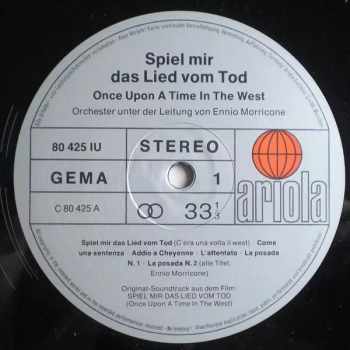 Spiel mir
das Lied vom Tod
Once Upon A Time In The West
Orchester unter der Leitung von Ennio Morricone
80 425 IU
STEREO
GEMA
1
C 80 425 A
33 1/3
ariola
Spiel mir das Lied vom Tod (C'era una volta il west) · Come
una sentenza · Addio a Cheyenne · L'attentato · La posada
N. 1 · La posada N. 2 (alle Titel:
Ennio Morricone)
Original-Soundtrack aus dem Film:
SPIEL MIR DAS LIED VOM TOD
(Once Upon A Time In The West)